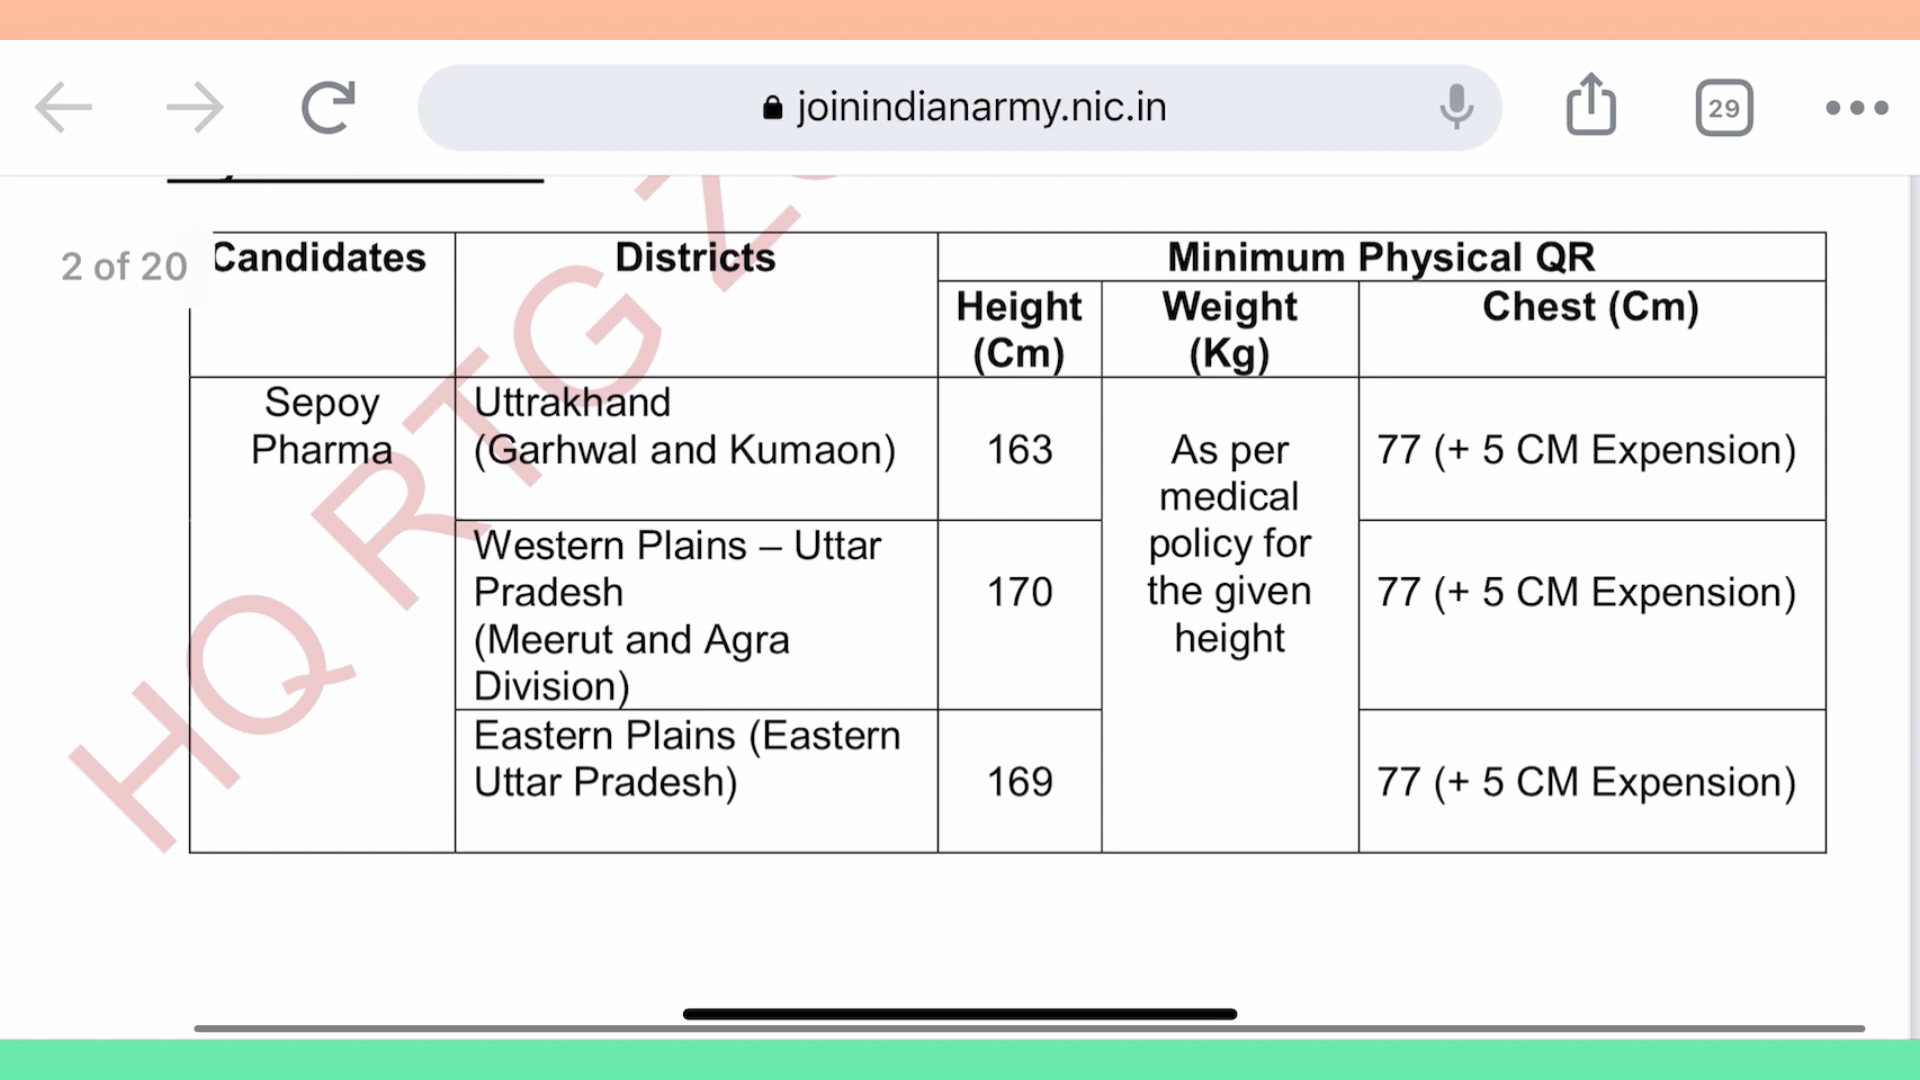 joinindianarmy.nic.in
29
2 of 20
Candidates
Districts
Minimum Physical QR
Height
(Cm)
Weight
(Kg)
Chest (Cm)
Sepoy
Pharma
Uttrakhand
(Garhwal and Kumaon)
163
As per
medical
policy for
the given
height
77 (+ 5 CM Expension)
Western Plains – Uttar
Pradesh
(Meerut and Agra
Division)
170
77 (+ 5 CM Expension)
Eastern Plains (Eastern
Uttar Pradesh)
169
77 (+ 5 CM Expension)
HQ RTG